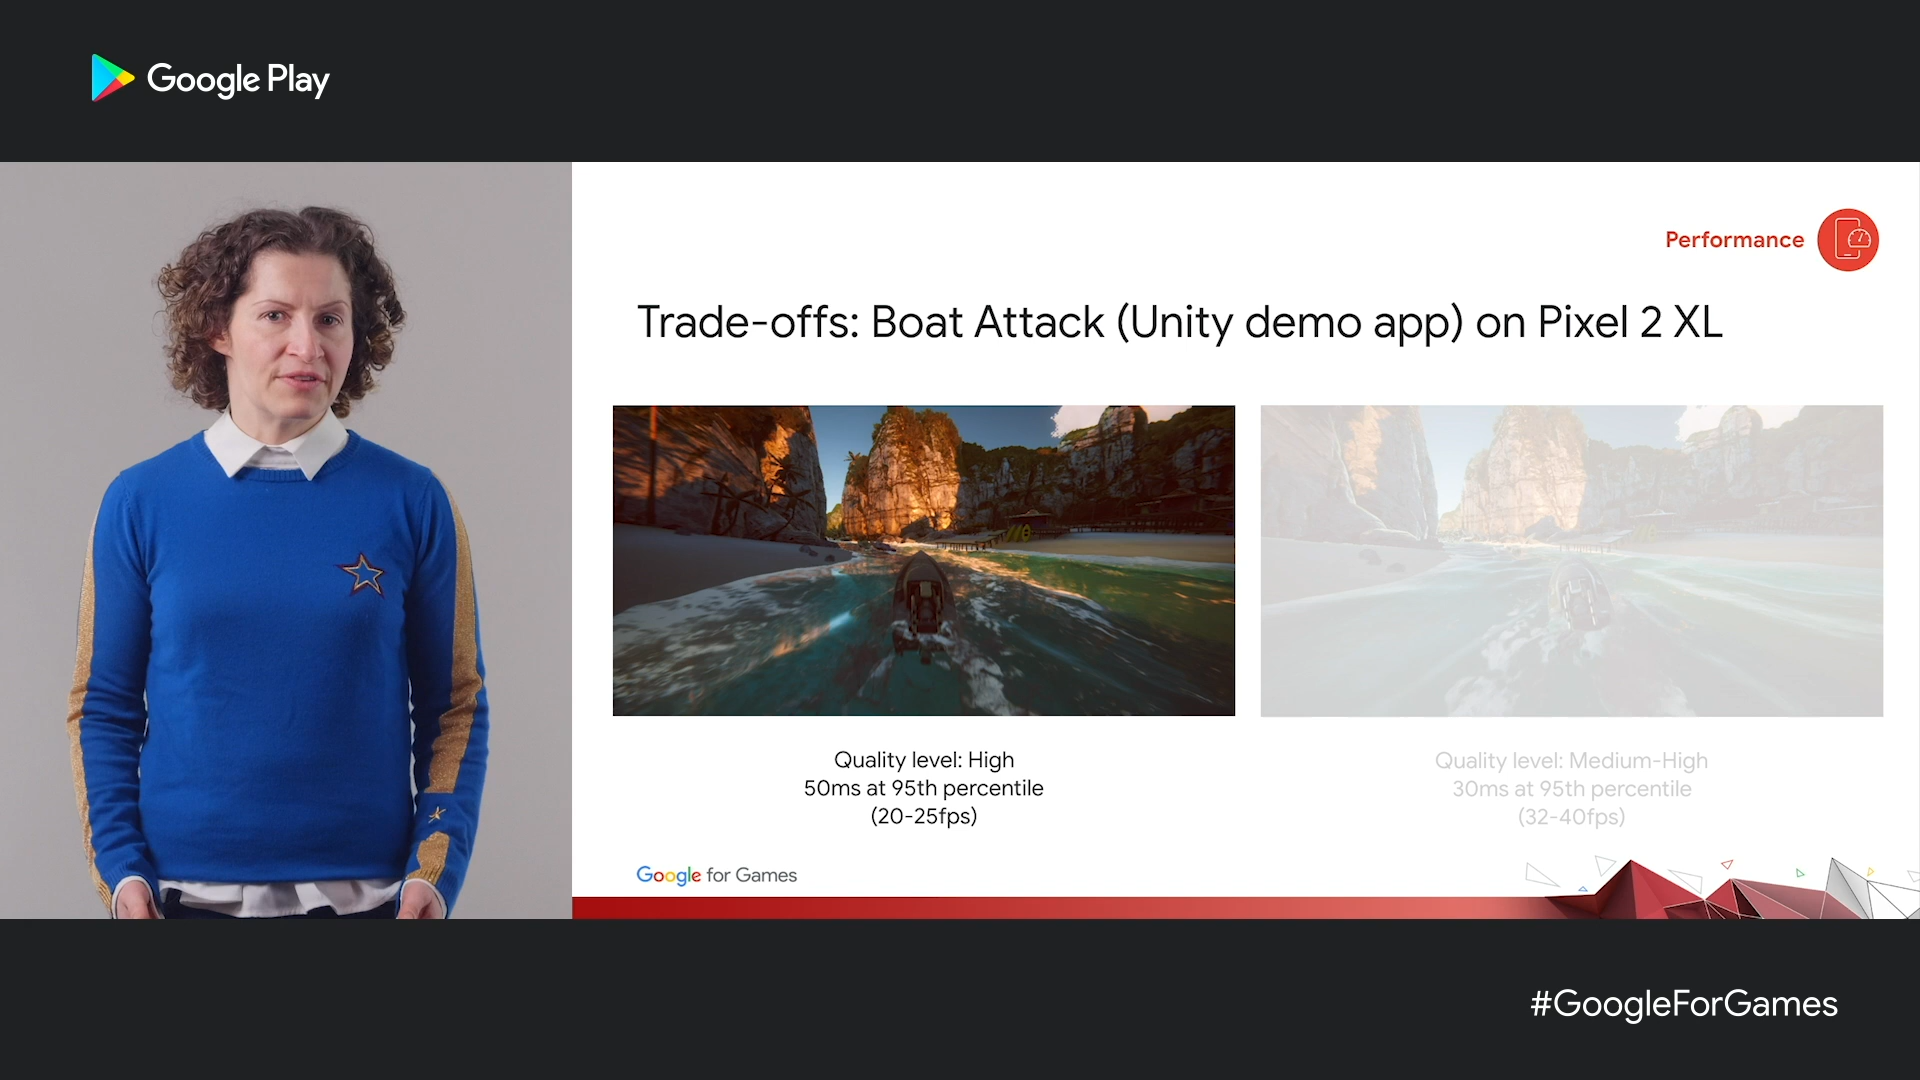 Google Play
Performance
Trade-offs: Boat Attack (Unity demo app) on Pixel 2 XL
Quality level: High
50ms at 95th percentile
(20-25fps)
Quality level: Medium-High
30ms at 95th percentile
(32-40fps)
Google for Games
#GoogleForGames